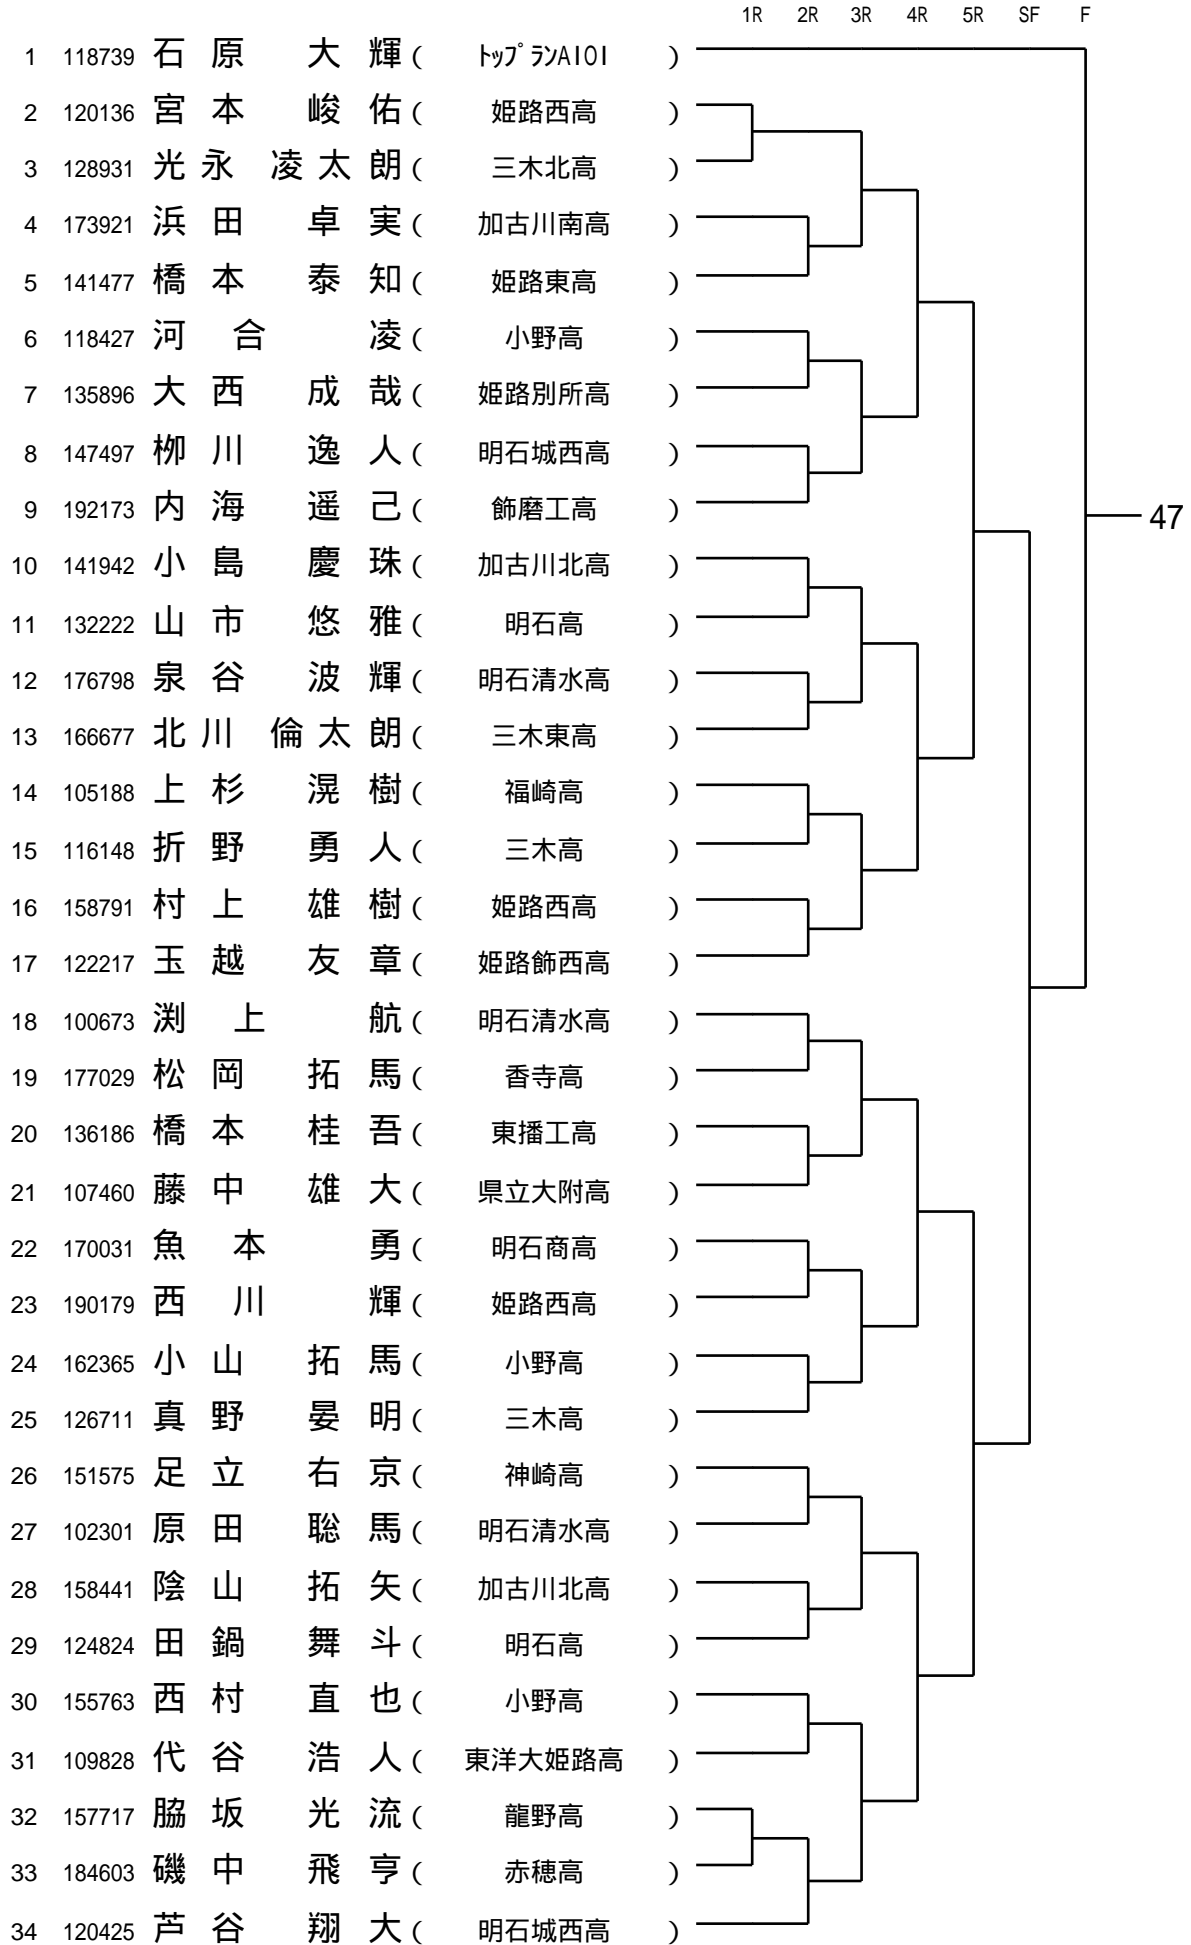 1R 2R 3R 4R 5R SF F
1 118739 石原 大輝 ( トップランAIOI )
2 120136 宮本 峻佑 ( 姫路西高 )
3 128931 光永 凌太朗 ( 三木北高 )
4 173921 浜田 卓実 ( 加古川南高 )
5 141477 橋本 泰知 ( 姫路東高 )
6 118427 河合 凌 ( 小野高 )
7 135896 大西 成哉 ( 姫路別所高 )
8 147497 栁川 逸人 ( 明石城西高 )
9 192173 内海 遥己 ( 飾磨工高 )
47
10 141942 小島 慶珠 ( 加古川北高 )
11 132222 山市 悠雅 ( 明石高 )
12 176798 泉谷 波輝 ( 明石清水高 )
13 166677 北川 倫太朗 ( 三木東高 )
14 105188 上杉 滉樹 ( 福崎高 )
15 116148 折野 勇人 ( 三木高 )
16 158791 村上 雄樹 ( 姫路西高 )
17 122217 玉越 友章 ( 姫路飾西高 )
18 100673 渕上 航 ( 明石清水高 )
19 177029 松岡 拓馬 ( 香寺高 )
20 136186 橋本 桂吾 ( 東播工高 )
21 107460 藤中 雄大 ( 県立大附高 )
22 170031 魚本 勇 ( 明石商高 )
23 190179 西川 輝 ( 姫路西高 )
24 162365 小山 拓馬 ( 小野高 )
25 126711 真野 晏明 ( 三木高 )
26 151575 足立 右京 ( 神崎高 )
27 102301 原田 聡馬 ( 明石清水高 )
28 158441 陰山 拓矢 ( 加古川北高 )
29 124824 田鍋 舞斗 ( 明石高 )
30 155763 西村 直也 ( 小野高 )
31 109828 代谷 浩人 ( 東洋大姫路高 )
32 157717 脇坂 光流 ( 龍野高 )
33 184603 磯中 飛亨 ( 赤穂高 )
34 120425 芦谷 翔大 ( 明石城西高 )